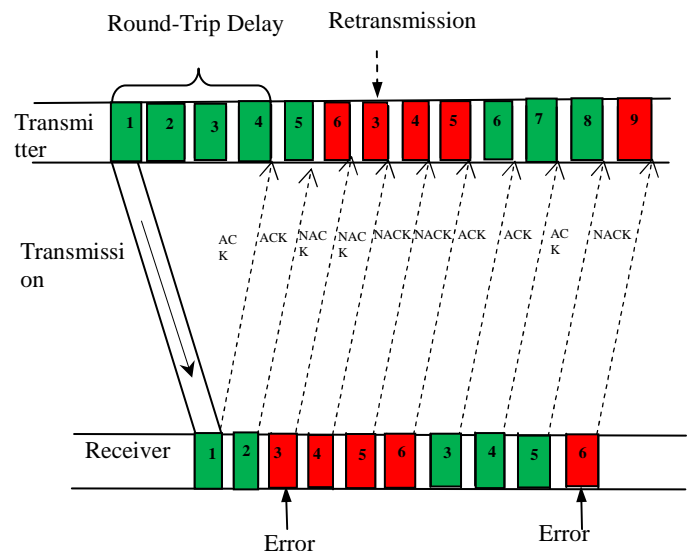 Round-Trip Delay
Retransmission
Transmi
tter
1 2 3 4 5 6 3 4 5 6 7 8 9
Transmissi
on
AC
K
ACK
NAC
K
NAC
K
NACK
NACK
ACK
ACK
AC
K
NACK
Receiver
1 2 3 4 5 6 3 4 5 6
Error
Error